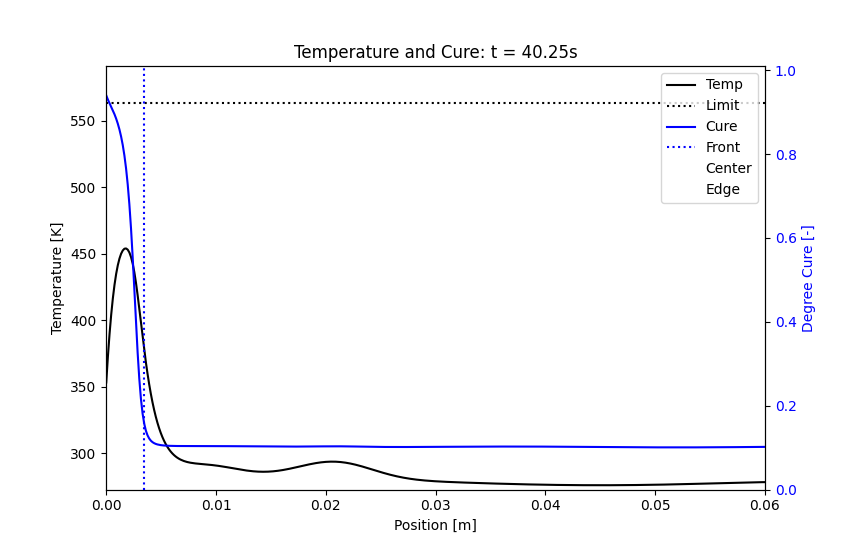 Temperature and Cure: t = 40.25s
Temp
Limit
Cure
Front
Center
Edge
550
500
450
400
350
300
Temperature [K]
1.0
0.8
0.6
0.4
0.2
0.0
Degree Cure [-]
0.00 0.01 0.02 0.03 0.04 0.05 0.06
Position [m]